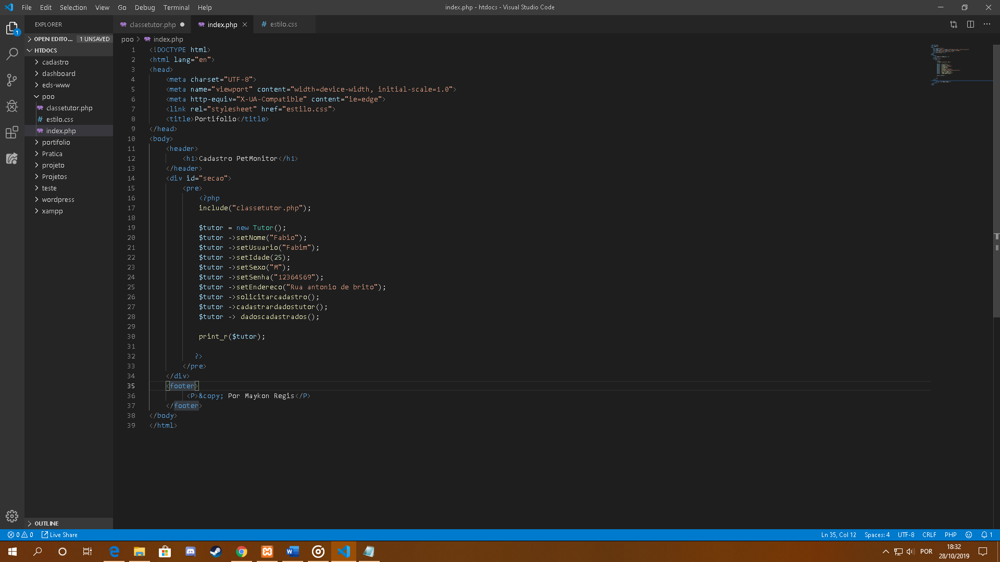 File Edit Selection View Go Debug Terminal Help
index.php - htdocs - Visual Studio Code
EXPLORER
OPEN EDITO... 1 UNSAVED
HTDOCS
cadastro
dashboard
eds-www
poo
classetutor.php
estilo.css
index.php
portifolio
Pratica
projeto
Projetos
teste
wordpress
xampp
OUTLINE
classetutor.php index.php estilo.css
poo > index.php
1 <!DOCTYPE html>
2 <html lang="en">
3 <head>
4 <meta charset="UTF-8">
5 <meta name="viewport" content="width=device-width, initial-scale=1.0">
6 <meta http-equiv="X-UA-Compatible" content="ie=edge">
7 <link rel="stylesheet" href="estilo.css">
8 <title>Portifolio</title>
9 </head>
10 <body>
11 <header>
12 <h1>Cadastro PetMonitor</h1>
13 </header>
14 <div id="secao">
15 <pre>
16 <?php
17 include("classetutor.php");
18
19 $tutor = new Tutor();
20 $tutor ->setNome("Fabio");
21 $tutor ->setUsuario("Fabim");
22 $tutor ->setIdade(25);
23 $tutor ->setSexo("M");
24 $tutor ->setSenha("12364569");
25 $tutor ->setEndereco("Rua antonio de brito");
26 $tutor ->solicitarcadastro();
27 $tutor ->cadastrardadostutor();
28 $tutor -> dadoscadastrados();
29
30 print_r($tutor);
31
32 ?>
33 </pre>
34 </div>
35 <footer>
36 <P>&copy; Por Maykon Regis</P>
37 </footer>
38 </body>
39 </html>
0 0 Live Share
Ln 35, Col 12 Spaces: 4 UTF-8 CRLF PHP 1
POR 18:32
28/10/2019